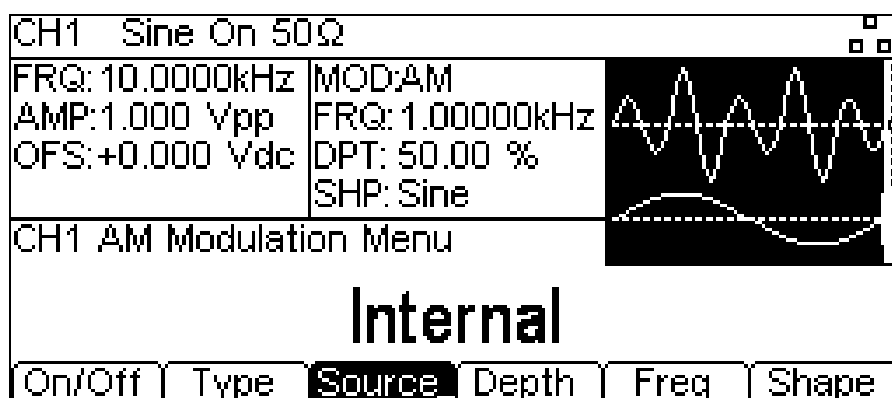 CH1 Sine On 50Ω
FRQ: 10.0000kHz
AMP:1.000 Vpp
OFS:+0.000 Vdc
MOD:AM
FRQ: 1.00000kHz
DPT: 50.00 %
SHP: Sine
CH1 AM Modulation Menu
Internal
On/Off Type Source Depth Freq Shape